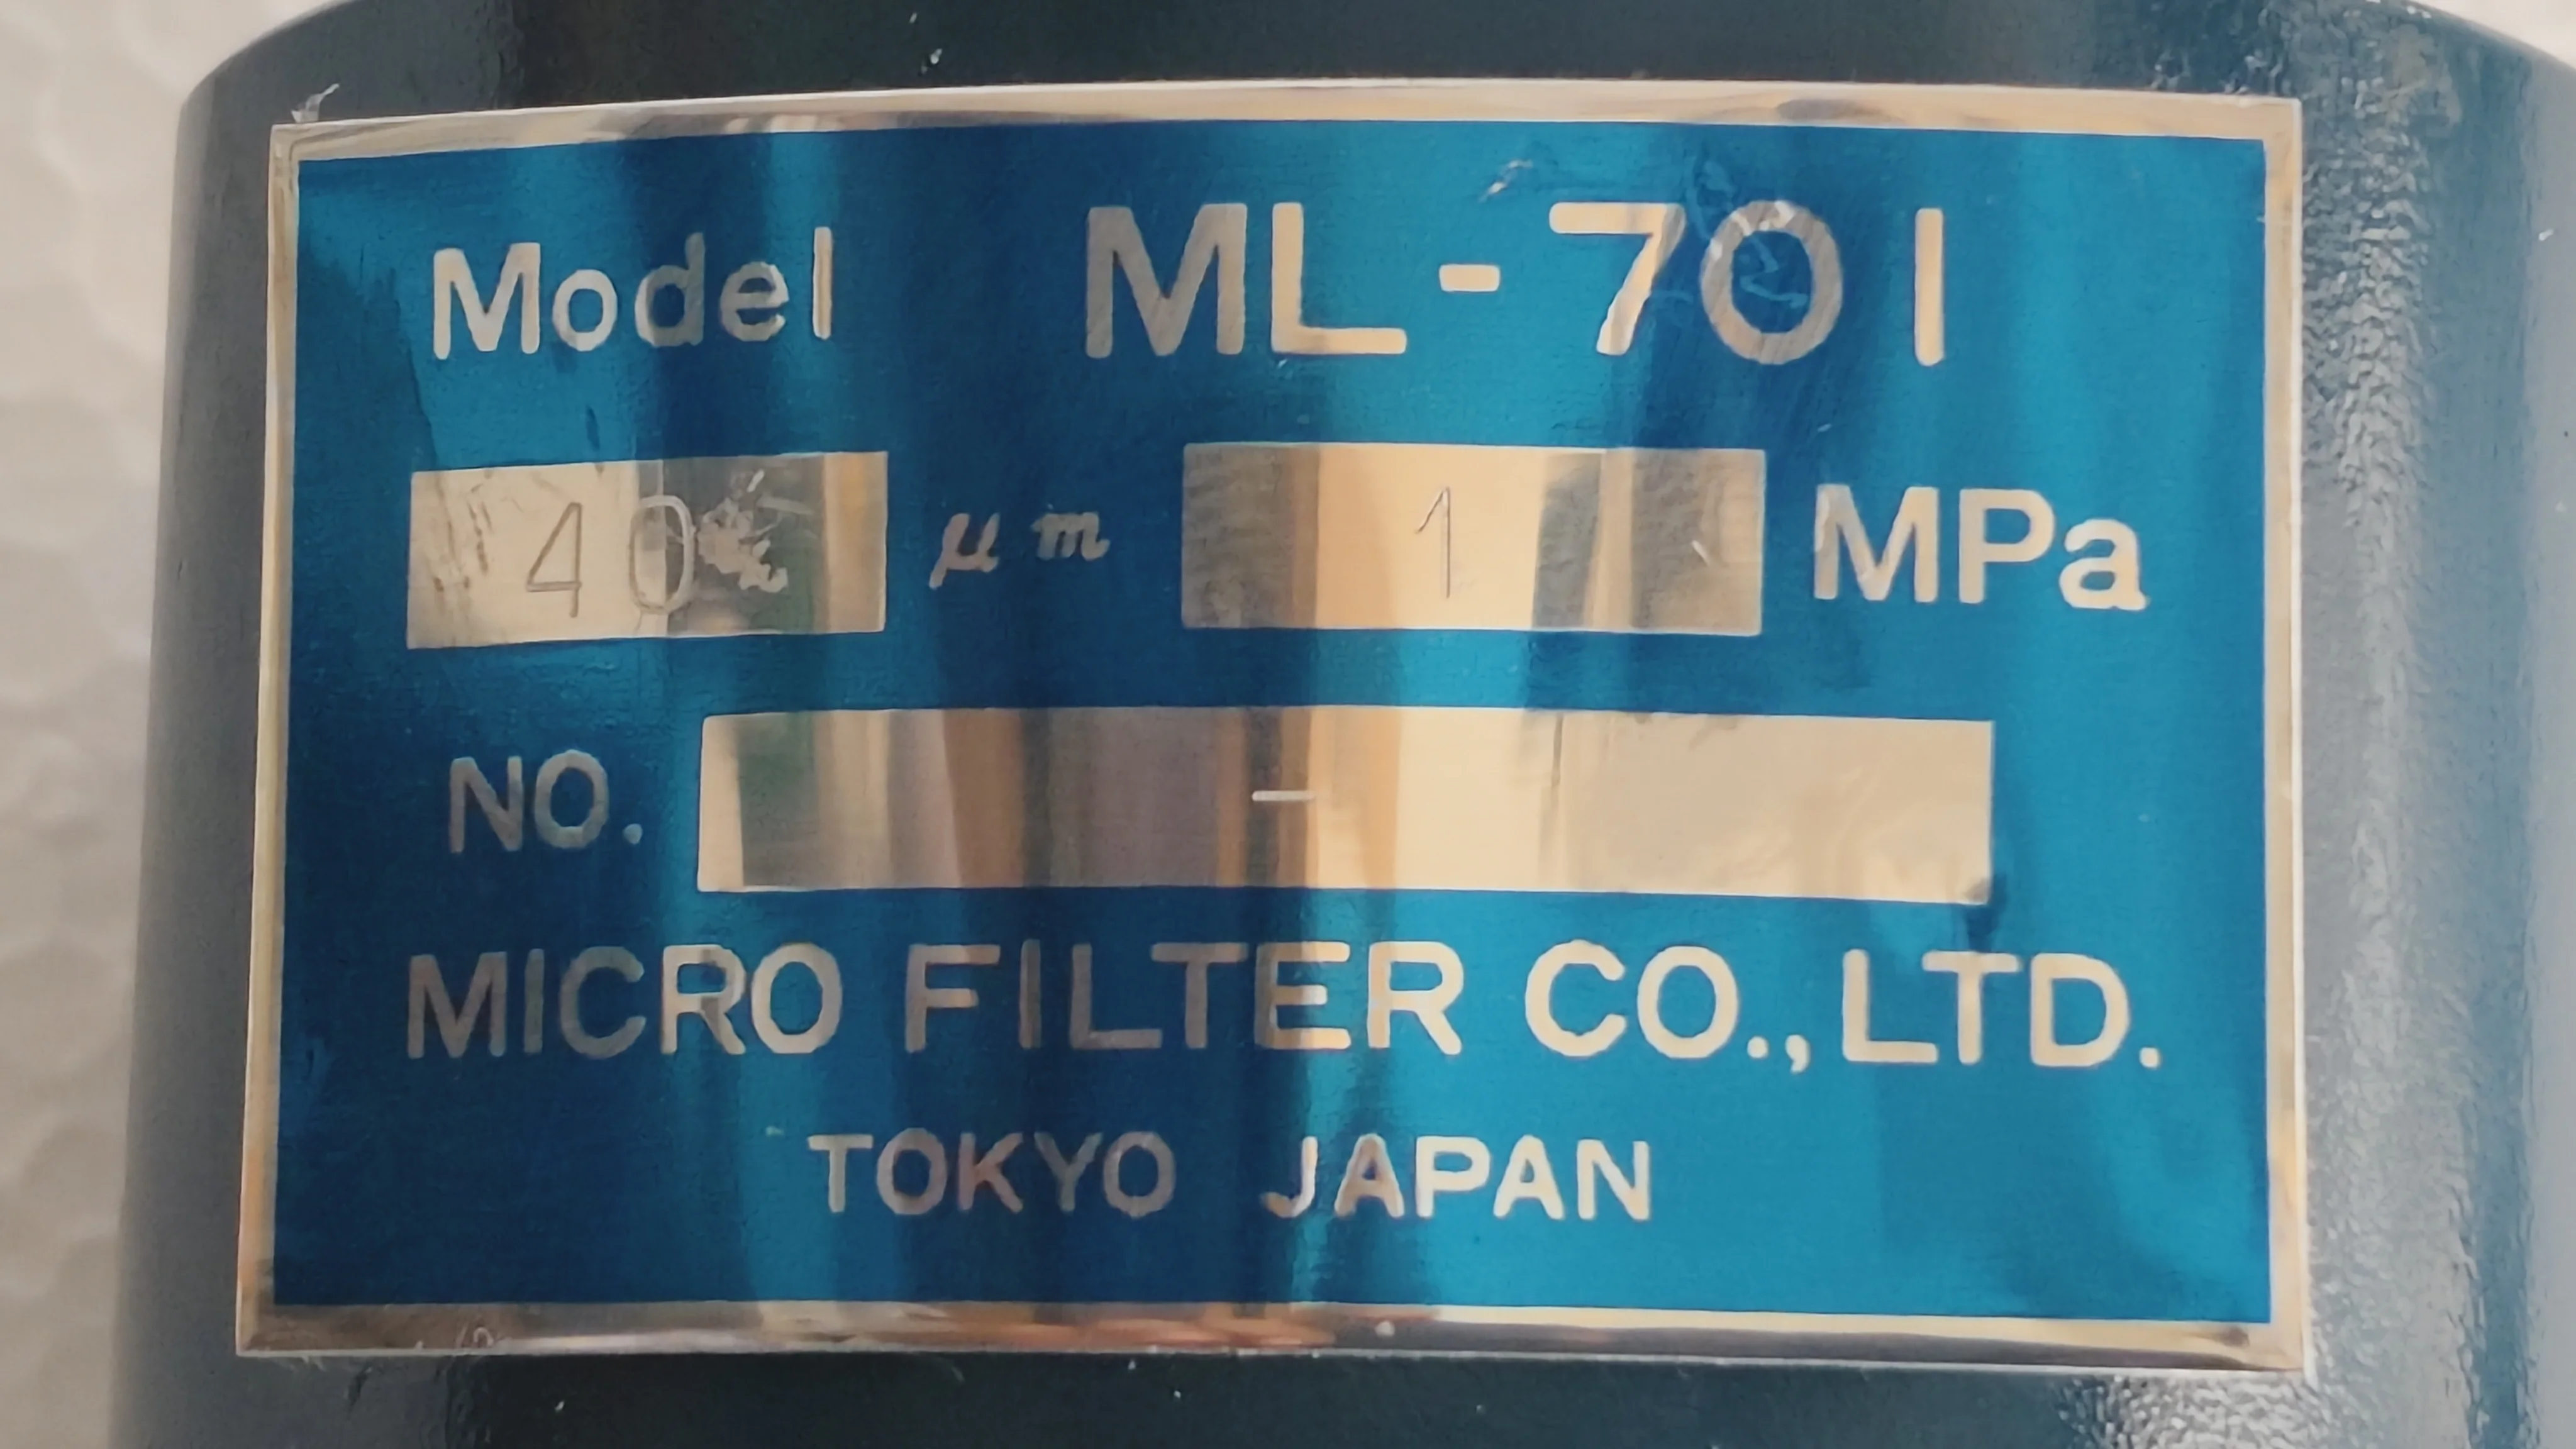 Model ML-701
40 μm 1 MPa
NO. -
MICRO FILTER CO., LTD.
TOKYO JAPAN